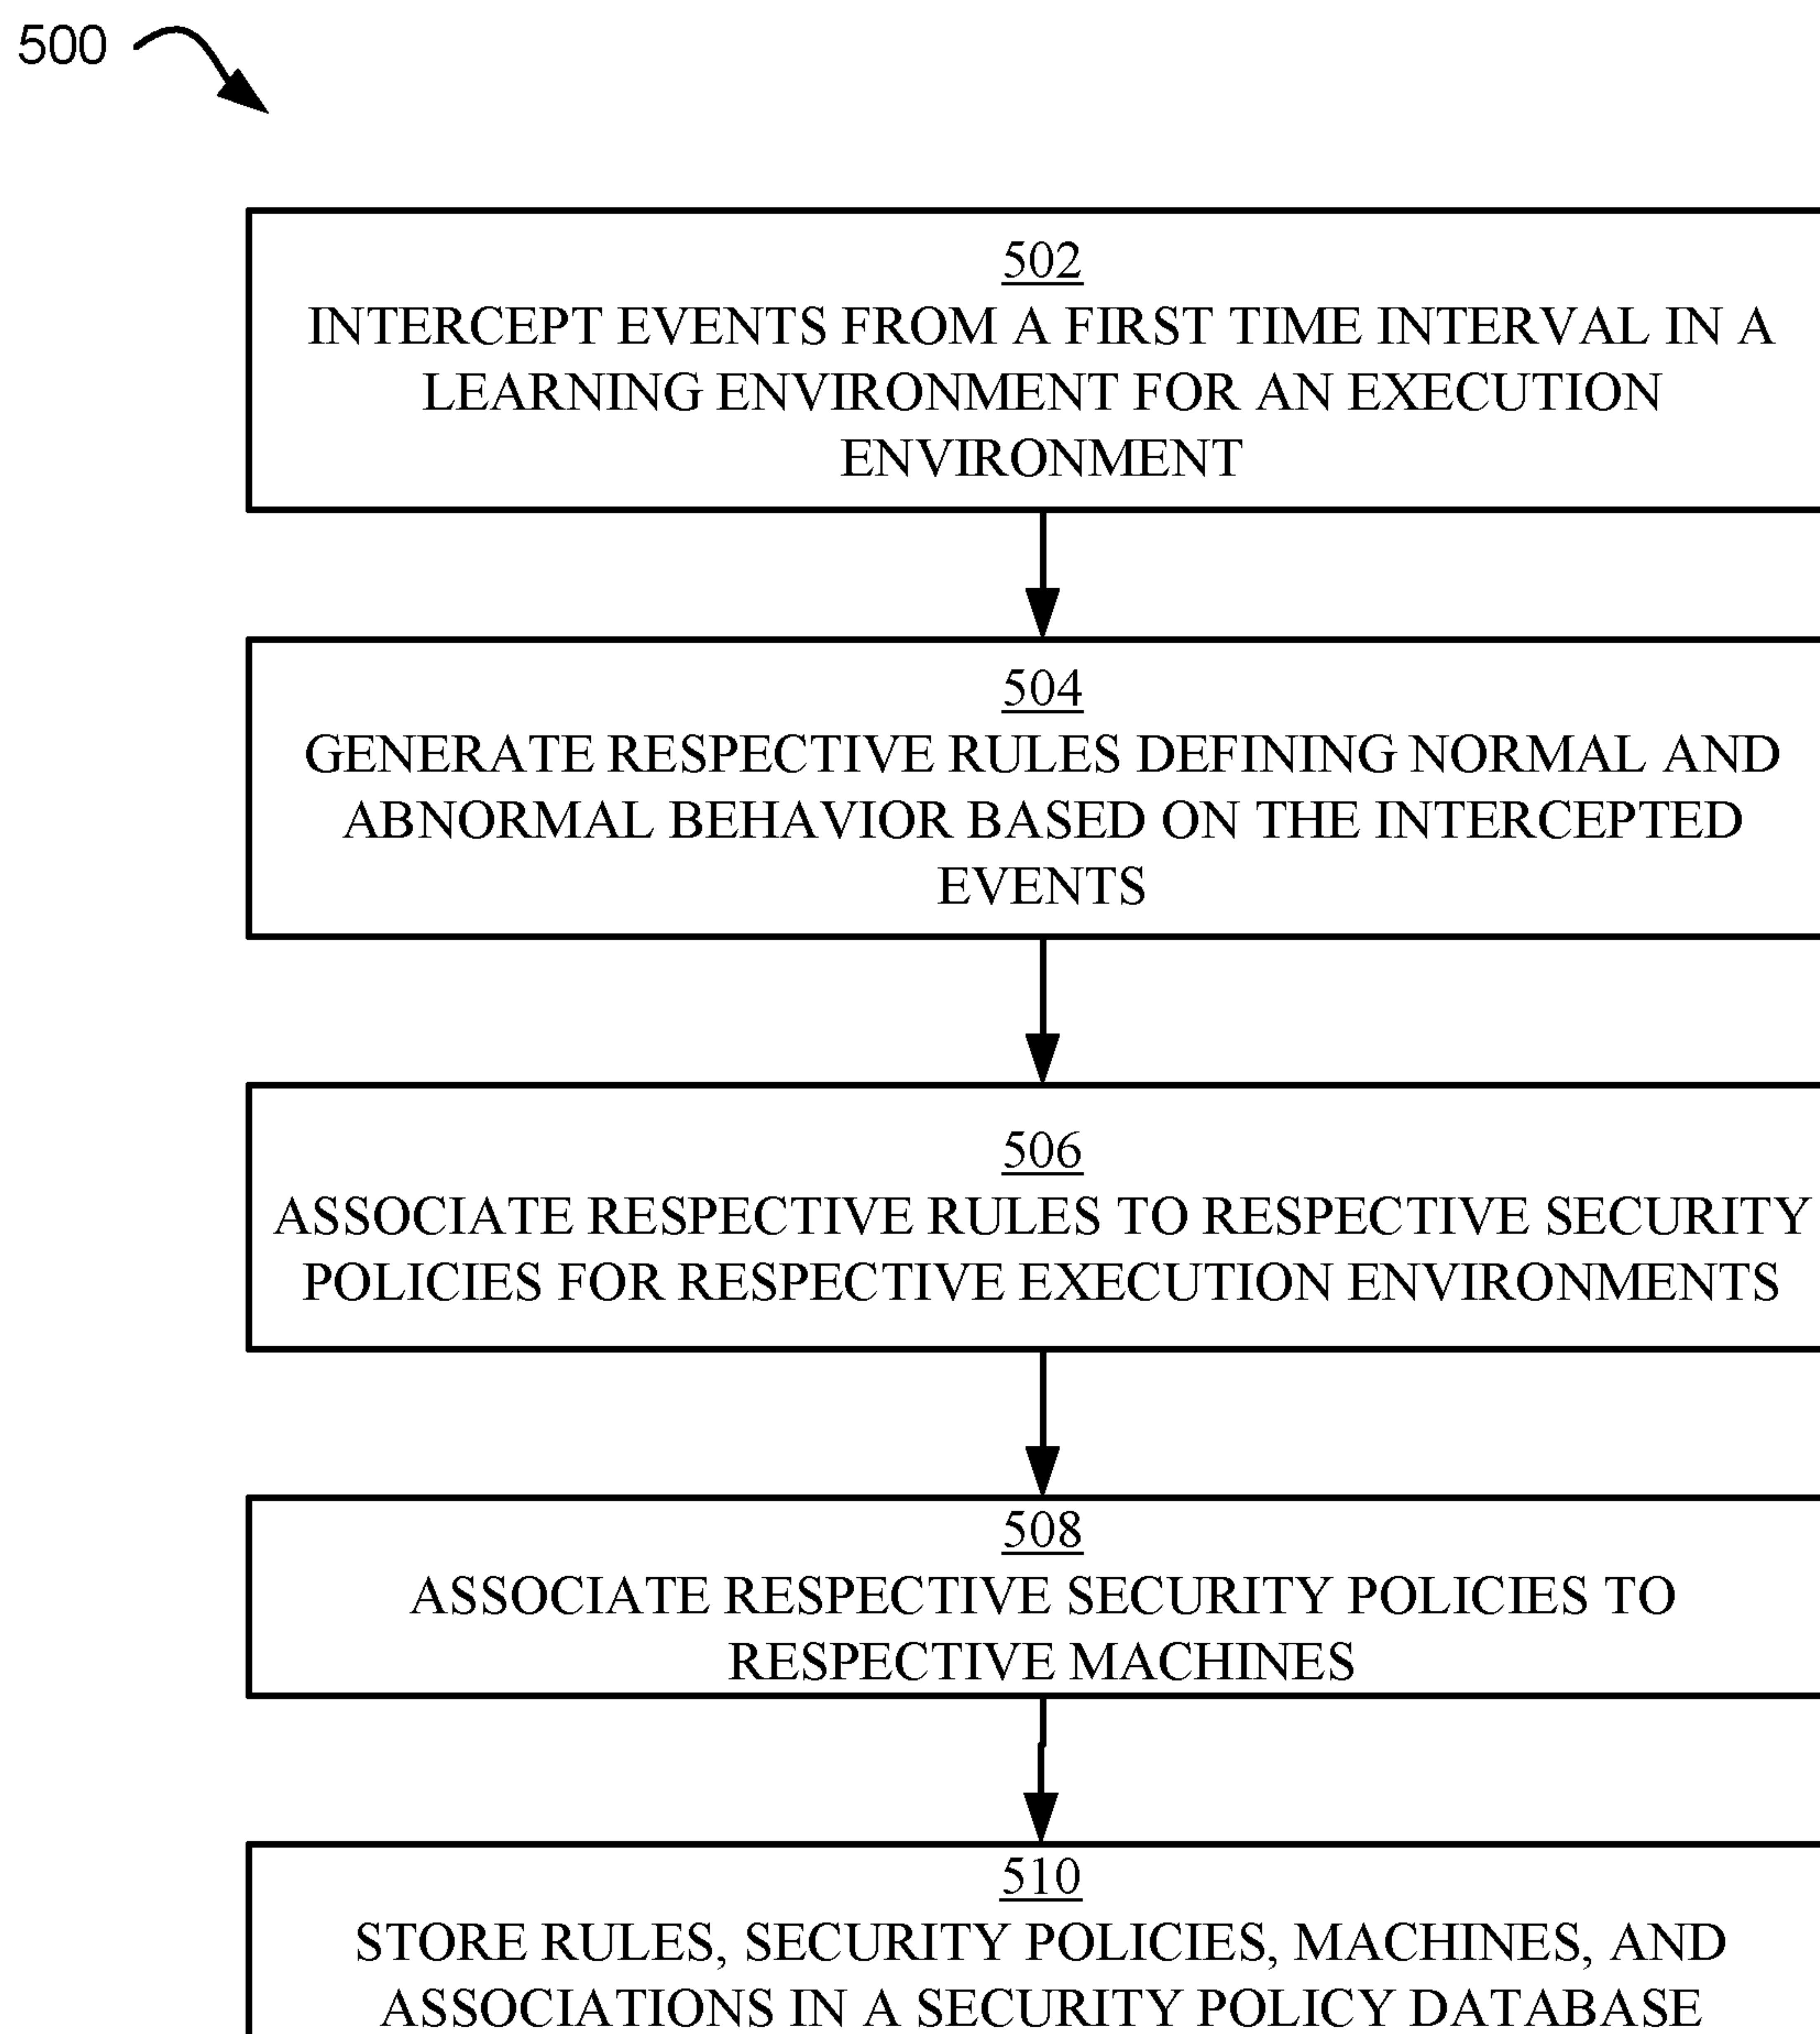 500
502
INTERCEPT EVENTS FROM A FIRST TIME INTERVAL IN A
LEARNING ENVIRONMENT FOR AN EXECUTION
ENVIRONMENT
504
GENERATE RESPECTIVE RULES DEFINING NORMAL AND
ABNORMAL BEHAVIOR BASED ON THE INTERCEPTED
EVENTS
506
ASSOCIATE RESPECTIVE RULES TO RESPECTIVE SECURITY
POLICIES FOR RESPECTIVE EXECUTION ENVIRONMENTS
508
ASSOCIATE RESPECTIVE SECURITY POLICIES TO
RESPECTIVE MACHINES
510
STORE RULES, SECURITY POLICIES, MACHINES, AND
ASSOCIATIONS IN A SECURITY POLICY DATABASE